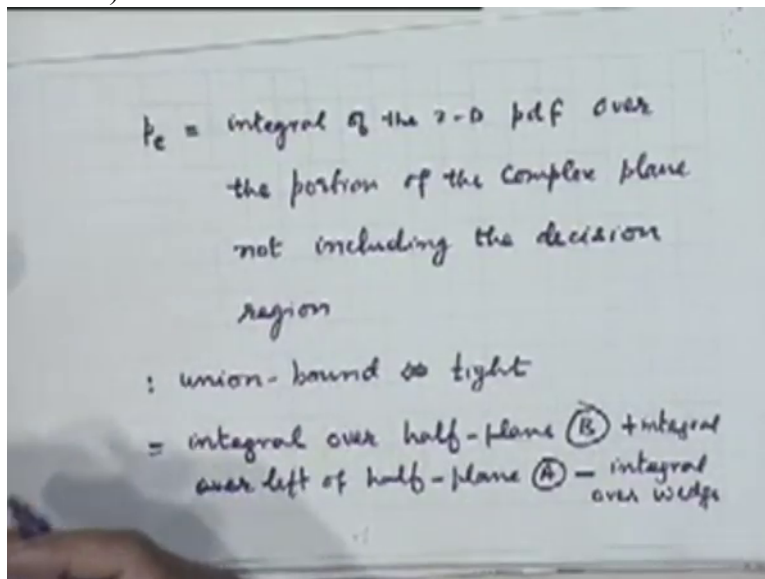 Pe = integral of the 2-D pdf over
the portion of the complex plane
not including the decision
region
: union-bound is tight
= integral over half-plane B + integral
over left of half-plane A - integral
over wedge